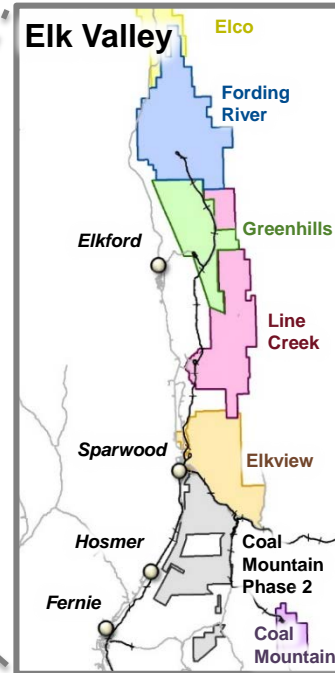 Elk Valley
Elco
Fording
River
Greenhills
Elkford
Line
Creek
Sparwood
Elkview
Hosmer
Coal
Mountain
Phase 2
Fernie
Coal
Mountain